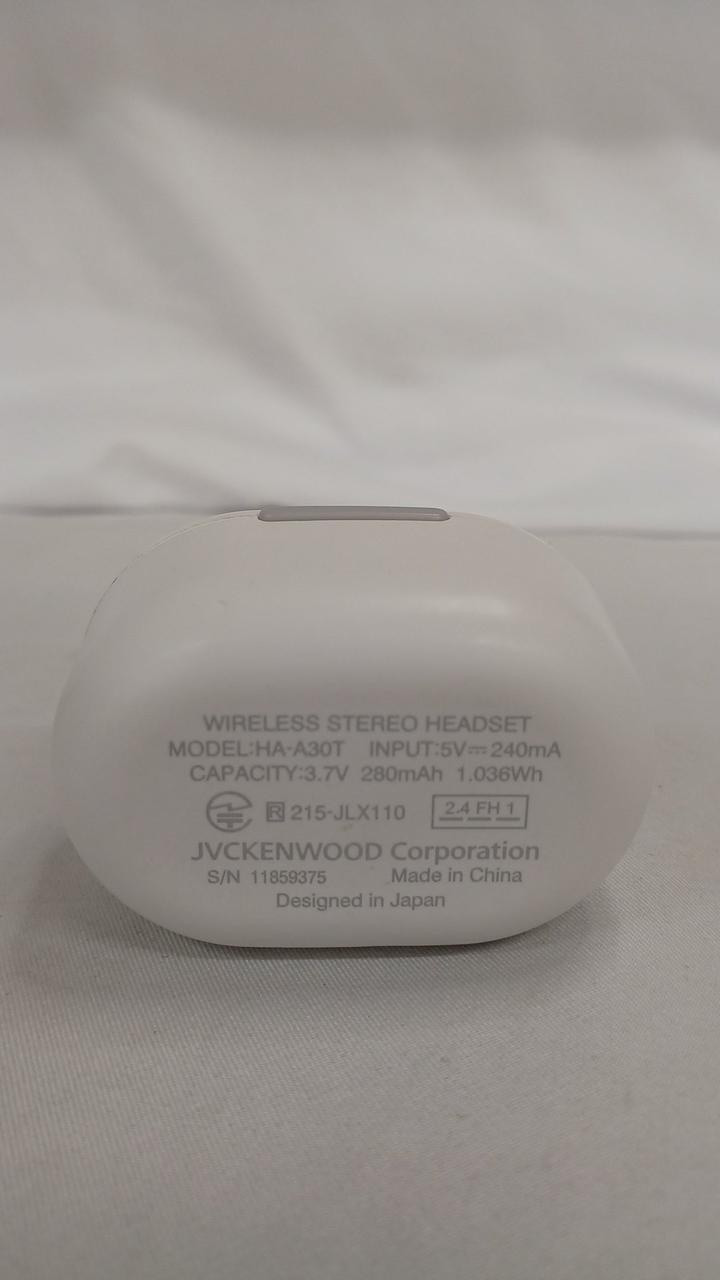 WIRELESS STEREO HEADSET
MODEL:HA-A30T INPUT:5V⎓240mA
CAPACITY:3.7V 280mAh 1.036Wh
R 215-JLX110 2.4 FH 1
JVCKENWOOD Corporation
S/N 11859375 Made in China
Designed in Japan